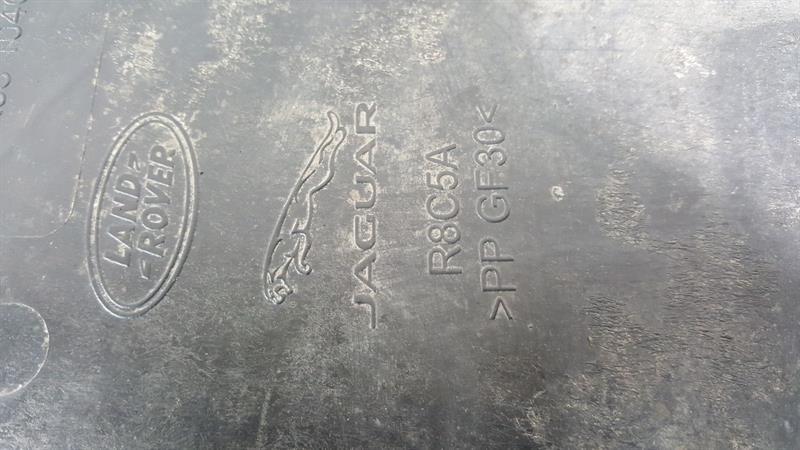 LAND
ROVER
JAGUAR
R8C5A
>PP GF30<